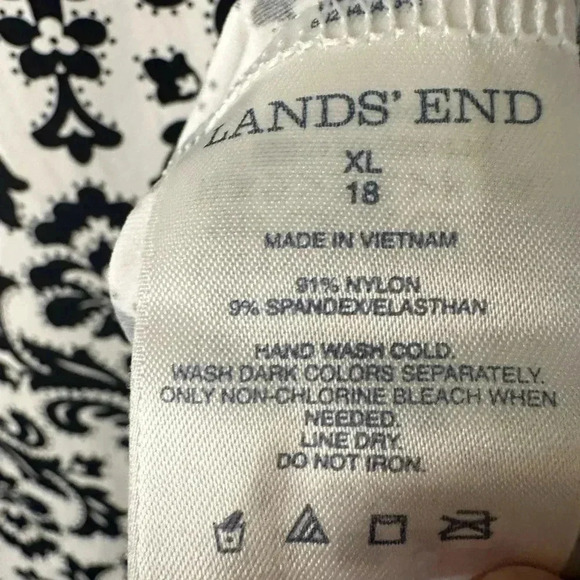 LANDS' END
XL
18
MADE IN VIETNAM
91% NYLON
9% SPANDEX/ELASTHAN
HAND WASH COLD.
WASH DARK COLORS SEPARATELY.
ONLY NON-CHLORINE BLEACH WHEN
NEEDED.
LINE DRY.
DO NOT IRON.